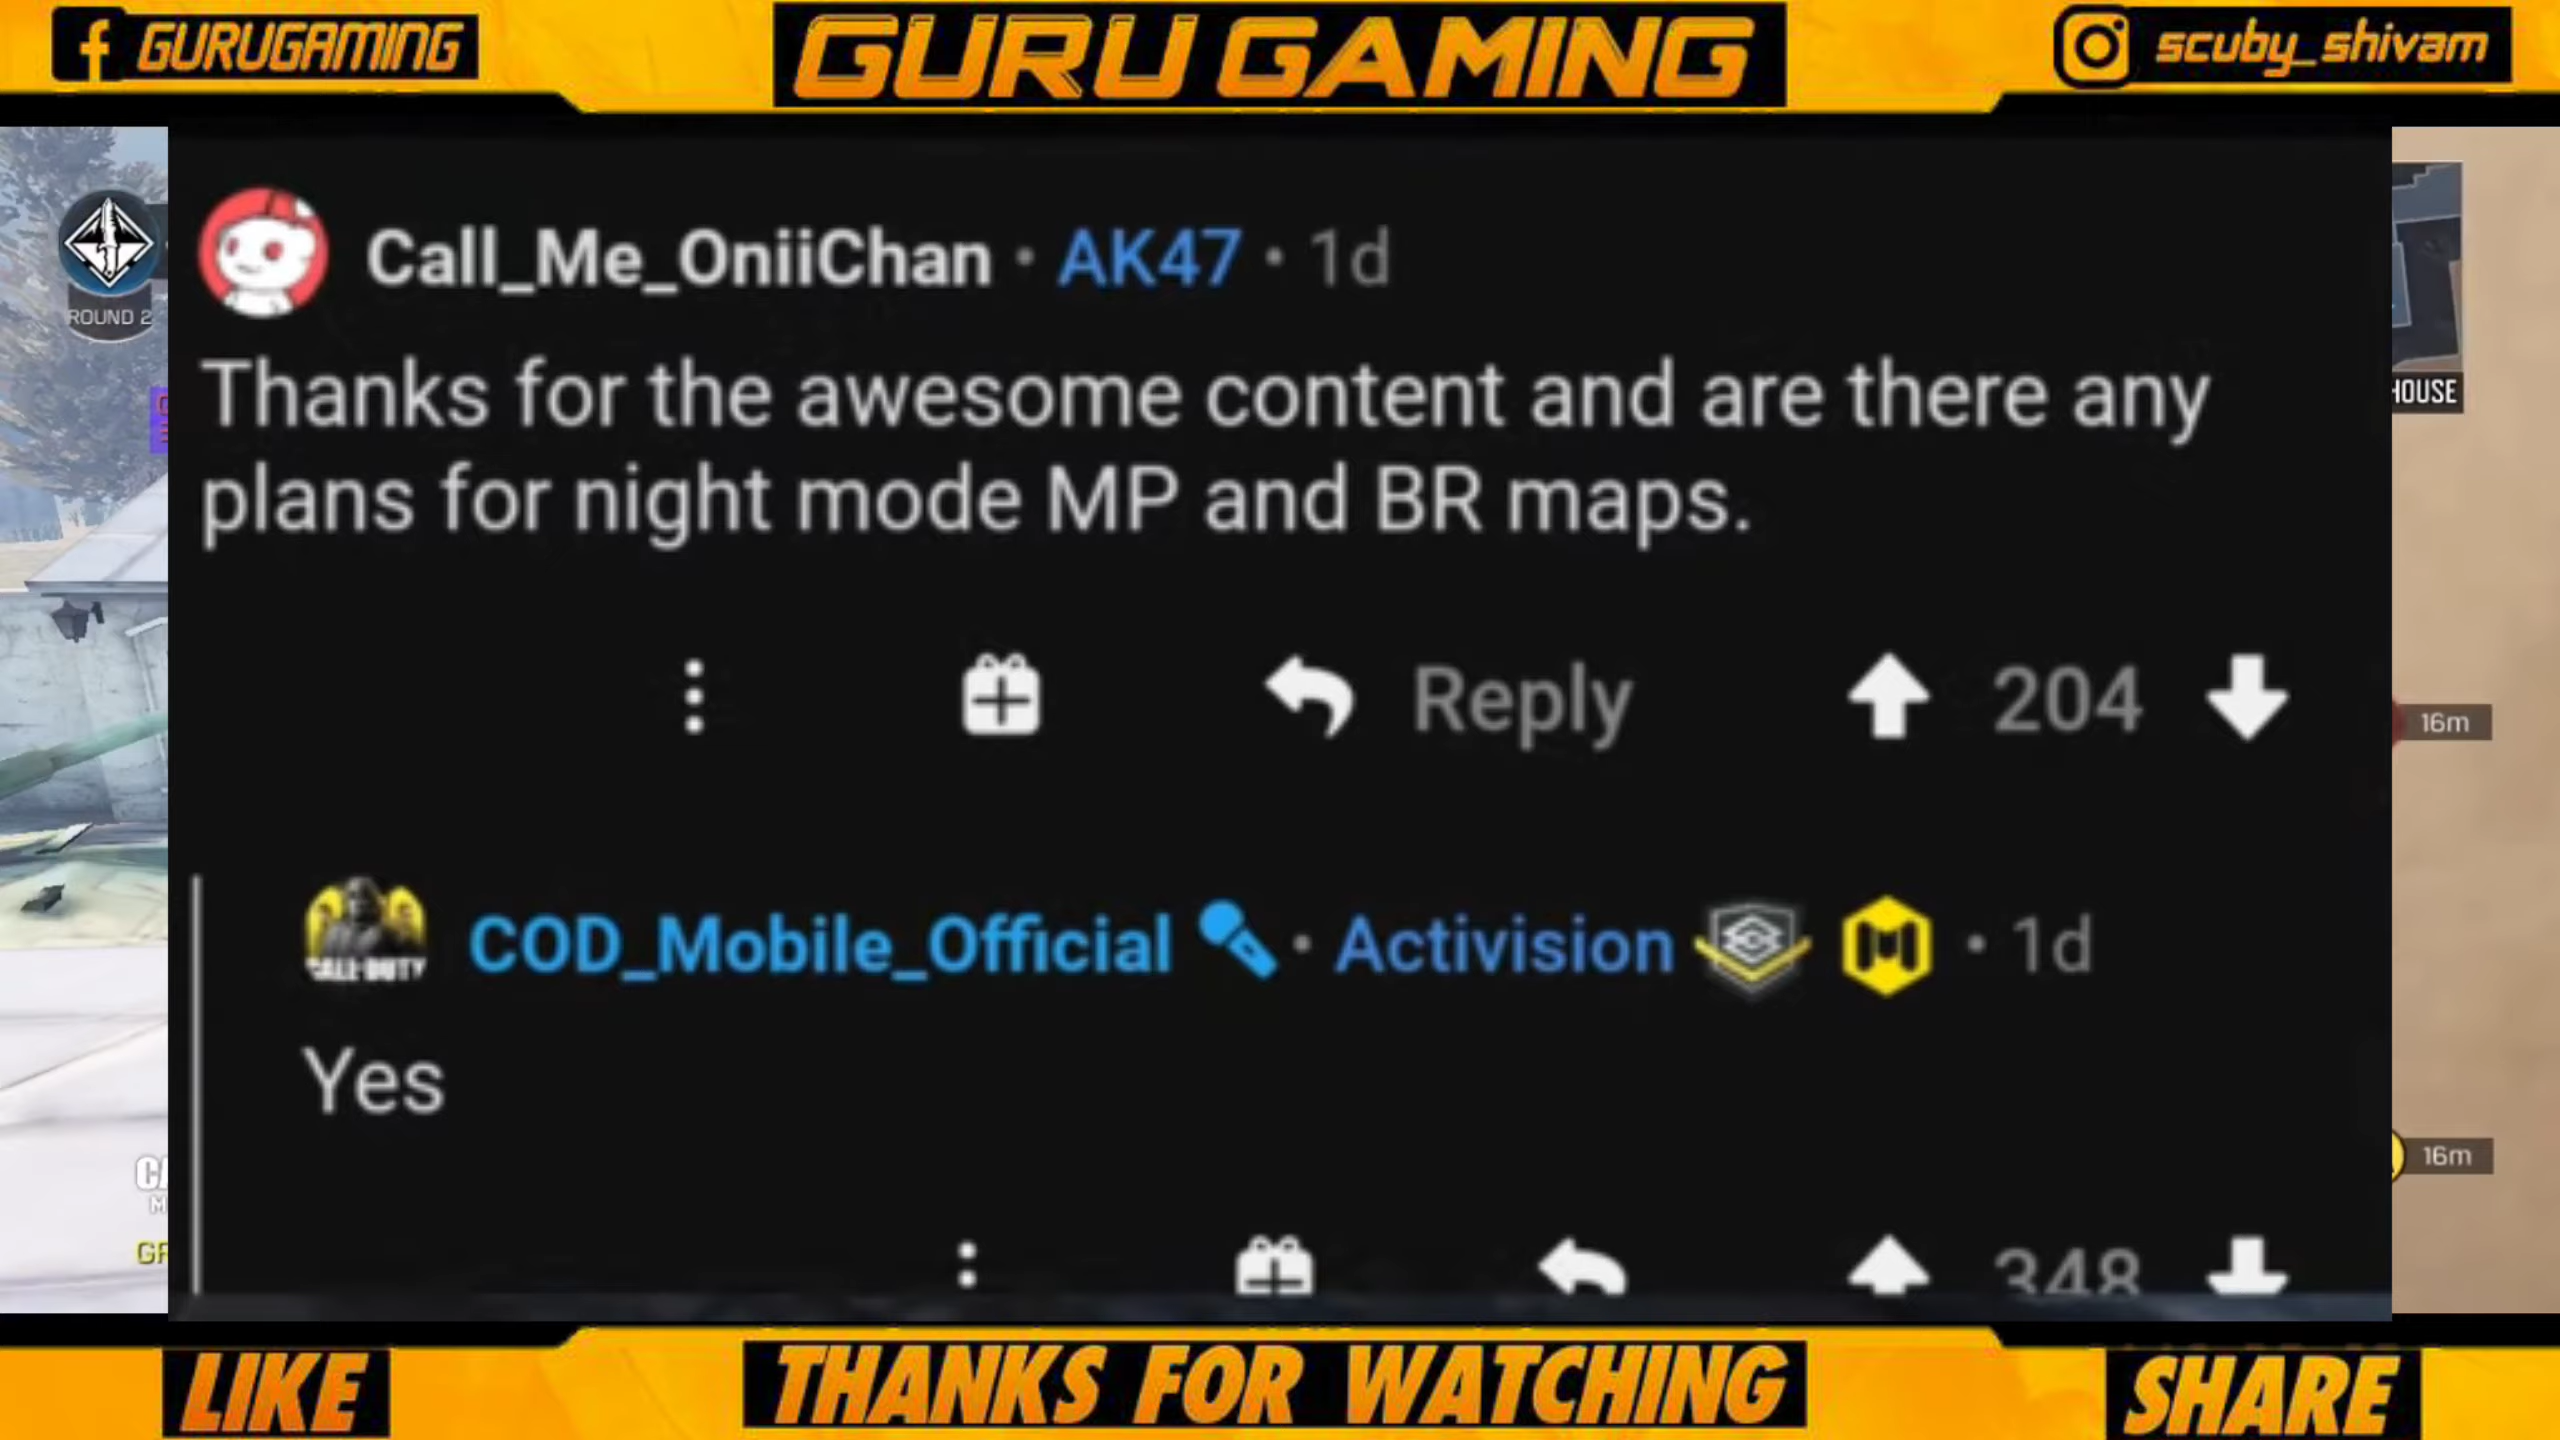 GURUGAMING
GURU GAMING
scuby_shivam
ROUND 2
Call_Me_OniiChan • AK47 • 1d
Thanks for the awesome content and are there any
plans for night mode MP and BR maps.
Reply 204
16m
COD_Mobile_Official • Activision • 1d
CALL DUTY
Yes
16m
348
LIKE
THANKS FOR WATCHING
SHARE